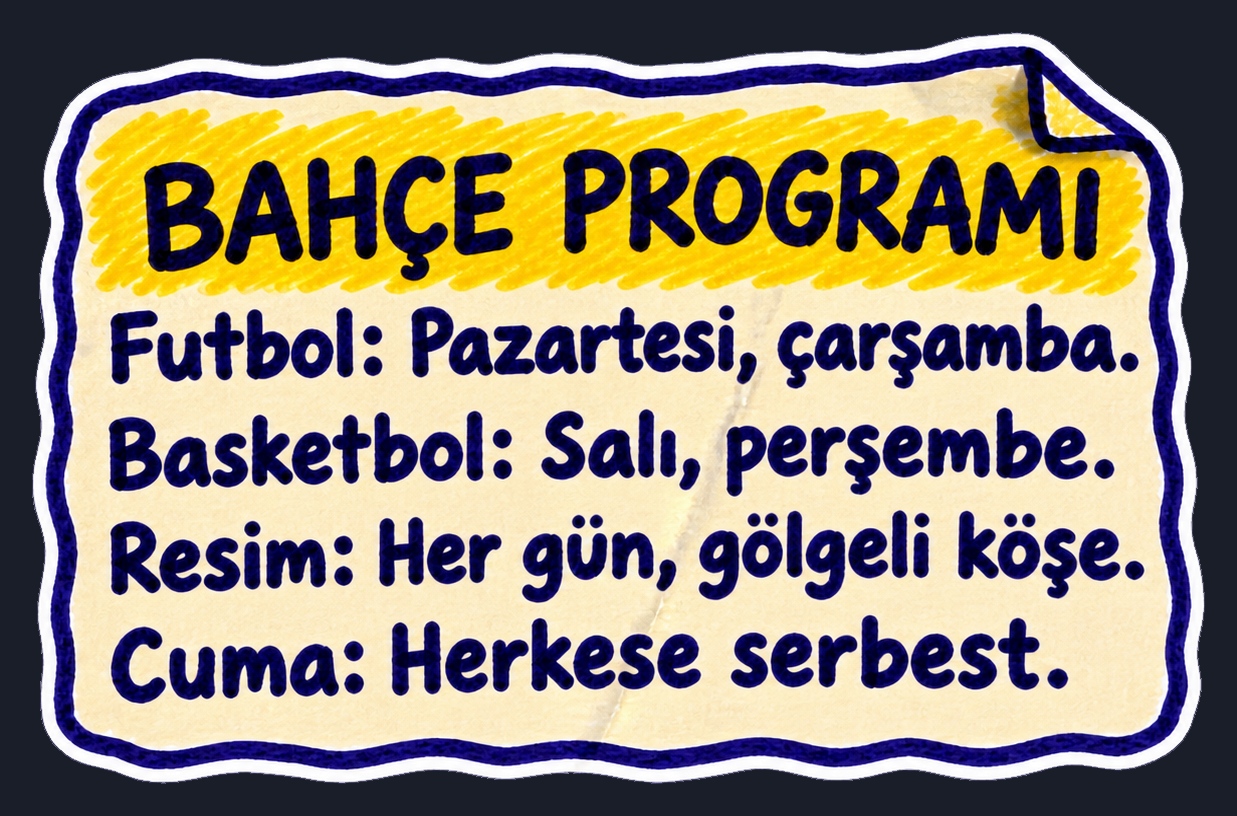 BAHÇE PROGRAMI
Futbol: Pazartesi, çarşamba.
Basketbol: Salı, perşembe.
Resim: Her gün, gölgeli köşe.
Cuma: Herkese serbest.